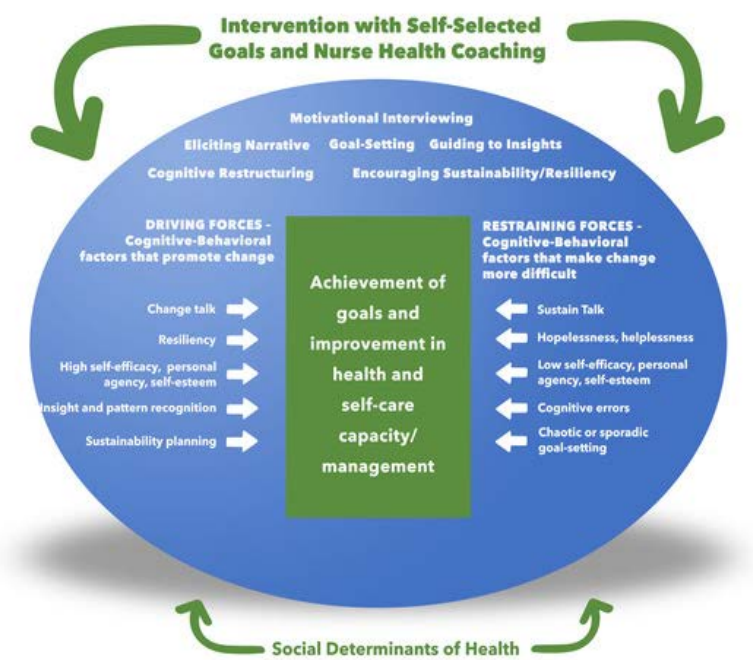 Intervention with Self-Selected
Goals and Nurse Health Coaching
Motivational Interviewing
Eliciting Narrative Goal-Setting Guiding to Insights
Cognitive Restructuring Encouraging Sustainability/Resiliency
DRIVING FORCES -
Cognitive-Behavioral
factors that promote change
Change talk
Resiliency
High self-efficacy, personal
agency, self-esteem
Insight and pattern recognition
Sustainability planning
Achievement of
goals and
improvement in
health and
self-care
capacity/
management
RESTRAINING FORCES -
Cognitive-Behavioral
factors that make change
more difficult
Sustain Talk
Hopelessness, helplessness
Low self-efficacy, personal
agency, self-esteem
Cognitive errors
Chaotic or sporadic
goal-setting
Social Determinants of Health